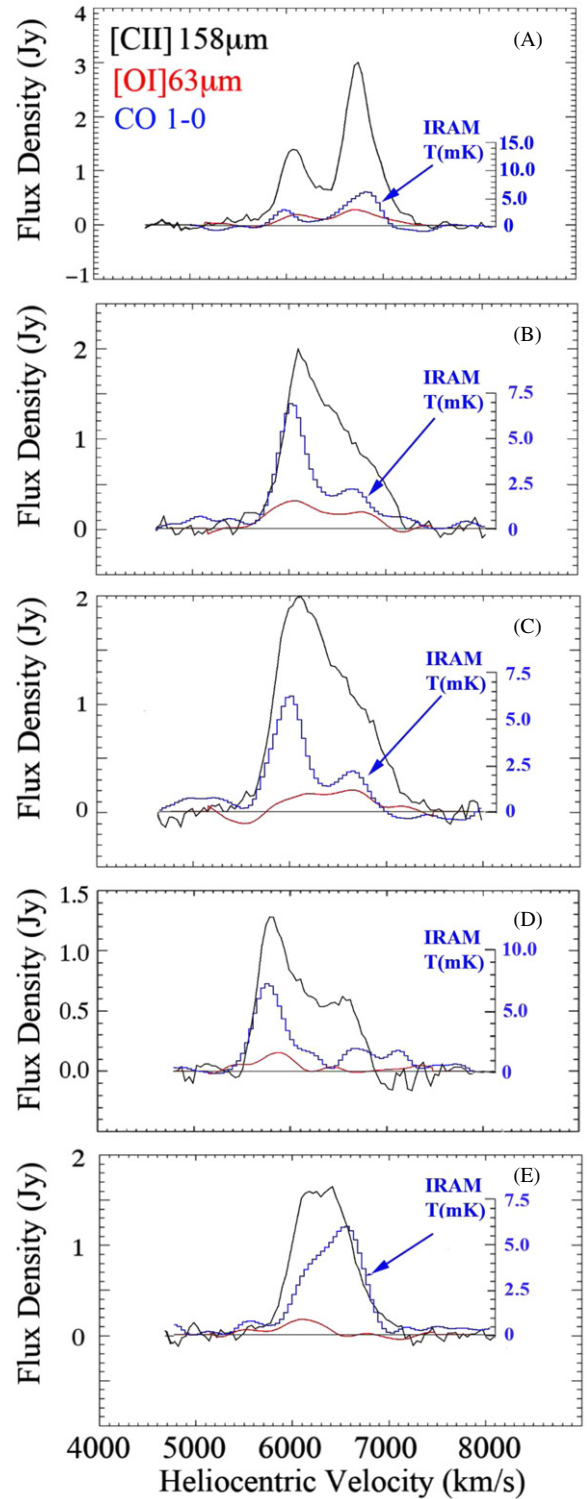 (A)
[CII] 158μm
[OI]63μm
CO 1-0
IRAM
T(mK)
Flux Density (Jy)
4
3
2
1
0
−1
15.0
10.0
5.0
0
(B)
IRAM
T(mK)
Flux Density (Jy)
2
1
0
7.5
5.0
2.5
0
(C)
IRAM
T(mK)
Flux Density (Jy)
2
1
0
7.5
5.0
2.5
0
(D)
IRAM
T(mK)
Flux Density (Jy)
1.5
1.0
0.5
0.0
10.0
5.0
0
(E)
IRAM
T(mK)
Flux Density (Jy)
2
1
0
7.5
5.0
2.5
0
4000 5000 6000 7000 8000
Heliocentric Velocity (km/s)